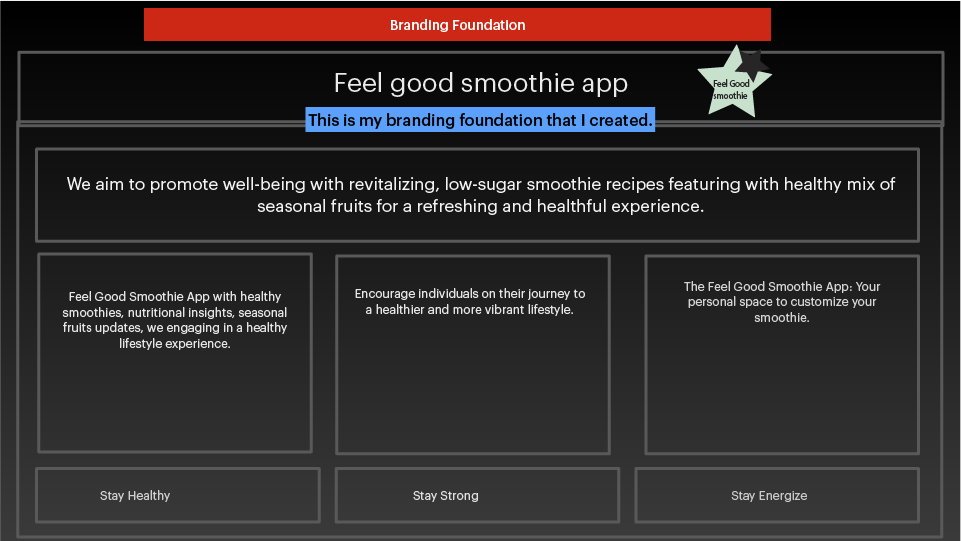 Branding Foundation
Feel good smoothie app
Feel Good
smoothie
This is my branding foundation that I created.
We aim to promote well-being with revitalizing, low-sugar smoothie recipes featuring with healthy mix of
seasonal fruits for a refreshing and healthful experience.
Feel Good Smoothie App with healthy
smoothies, nutritional insights, seasonal
fruits updates, we engaging in a healthy
lifestyle experience.
Encourage individuals on their journey to
a healthier and more vibrant lifestyle.
The Feel Good Smoothie App: Your
personal space to customize your
smoothie.
Stay Healthy
Stay Strong
Stay Energize